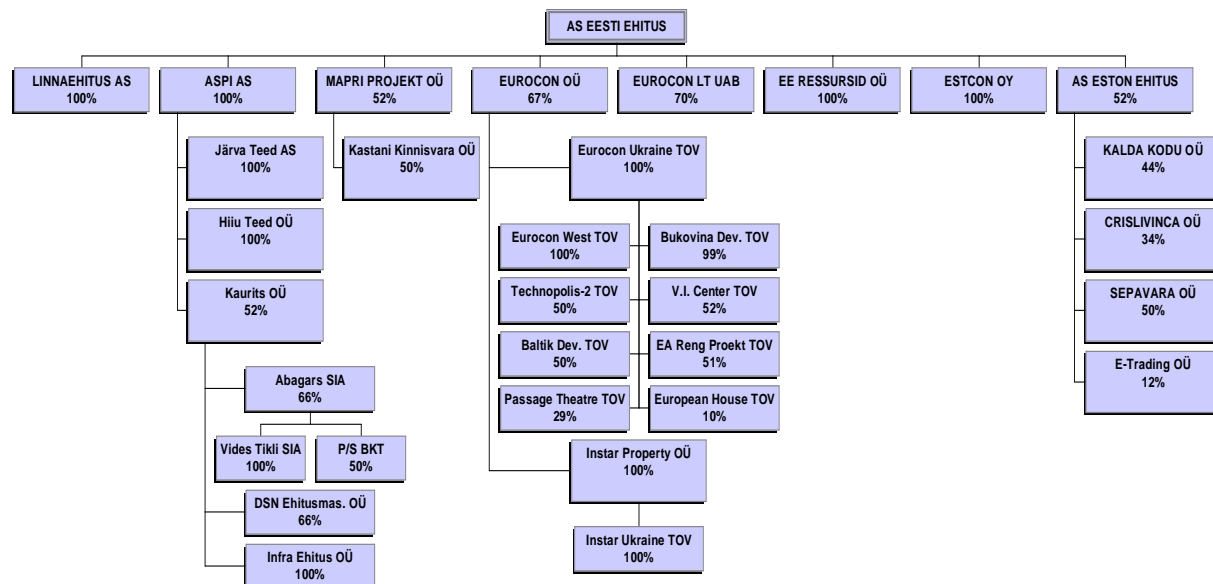 AS EESTI EHITUS
LINNAEHITUS AS
100%
ASPI AS
100%
MAPRI PROJEKT OÜ
52%
EUROCON OÜ
67%
EUROCON LT UAB
70%
EE RESSURSID OÜ
100%
ESTCON OY
100%
AS ESTON EHITUS
52%
Järva Teed AS
100%
Hiiu Teed OÜ
100%
Kaurits OÜ
52%
Abagars SIA
66%
Vides Tikli SIA
100%
P/S BKT
50%
DSN Ehitusmas. OÜ
66%
Infra Ehitus OÜ
100%
Kastani Kinnisvara OÜ
50%
Eurocon Ukraine TOV
100%
Eurocon West TOV
100%
Bukovina Dev. TOV
99%
Technopolis-2 TOV
50%
V.I. Center TOV
52%
Baltik Dev. TOV
50%
EA Reng Proekt TOV
51%
Passage Theatre TOV
29%
European House TOV
10%
Instar Property OÜ
100%
Instar Ukraine TOV
100%
KALDA KODU OÜ
44%
CRISLIVINCA OÜ
34%
SEPAVARA OÜ
50%
E-Trading OÜ
12%